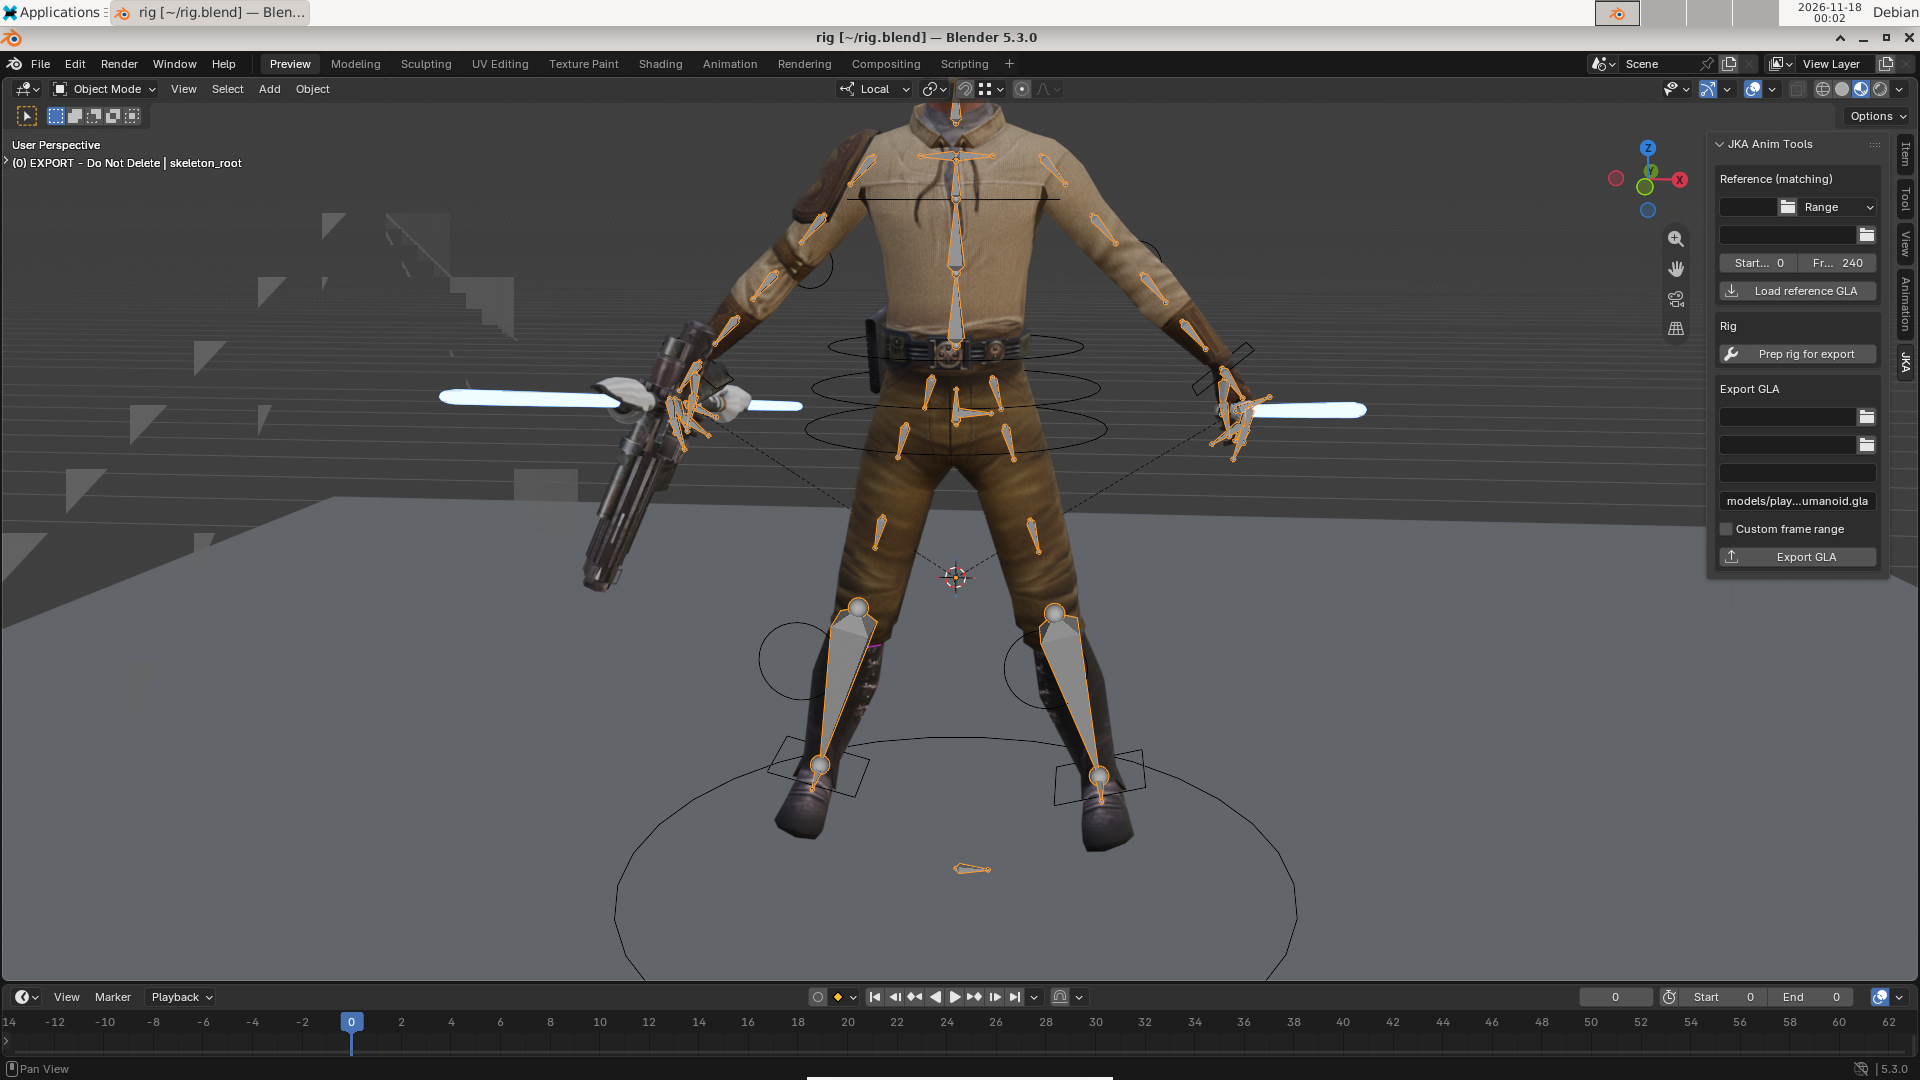 Applications
rig [~/rig.blend] — Blen...
2026-11-18
00:02
Debian
rig [~/rig.blend] — Blender 5.3.0
File Edit Render Window Help
Preview Modeling Sculpting UV Editing Texture Paint Shading Animation Rendering Compositing Scripting +
Scene
View Layer
Object Mode View Select Add Object
Local
Options
User Perspective
(0) EXPORT - Do Not Delete | skeleton_root
Z
Y
X
JKA Anim Tools
Reference (matching)
Range
Start... 0 Fr... 240
Load reference GLA
Rig
Prep rig for export
Export GLA
models/play...umanoid.gla
Custom frame range
Export GLA
Item
Tool
View
Animation
JKA
View Marker Playback
0
Start 0 End 0
14 -12 -10 -8 -6 -4 -2 0 2 4 6 8 10 12 14 16 18 20 22 24 26 28 30 32 34 36 38 40 42 44 46 48 50 52 54 56 58 60 62
Pan View
5.3.0